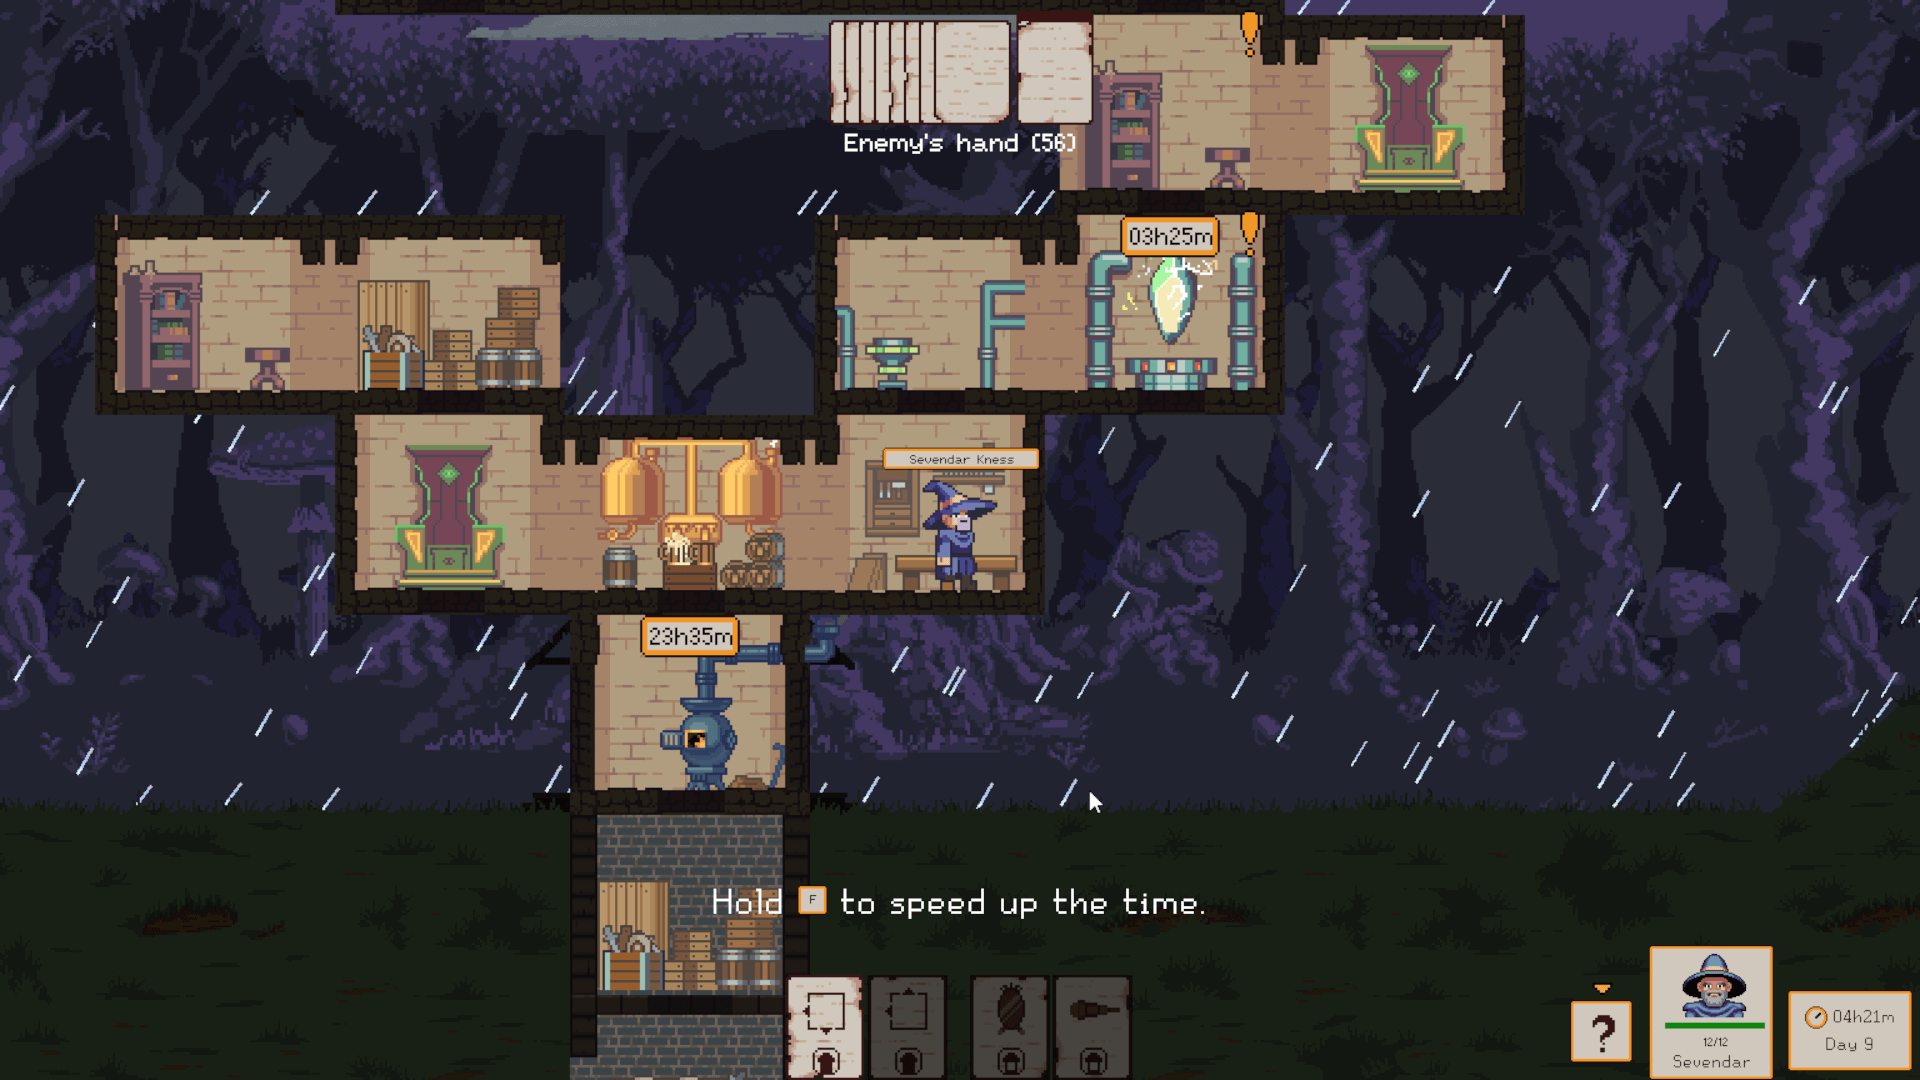 Enemy's hand (56)
03h25m
Sevendar Kness
23h35m
Hold F to speed up the time.
?
12/12
Sevendar
04h21m
Day 9